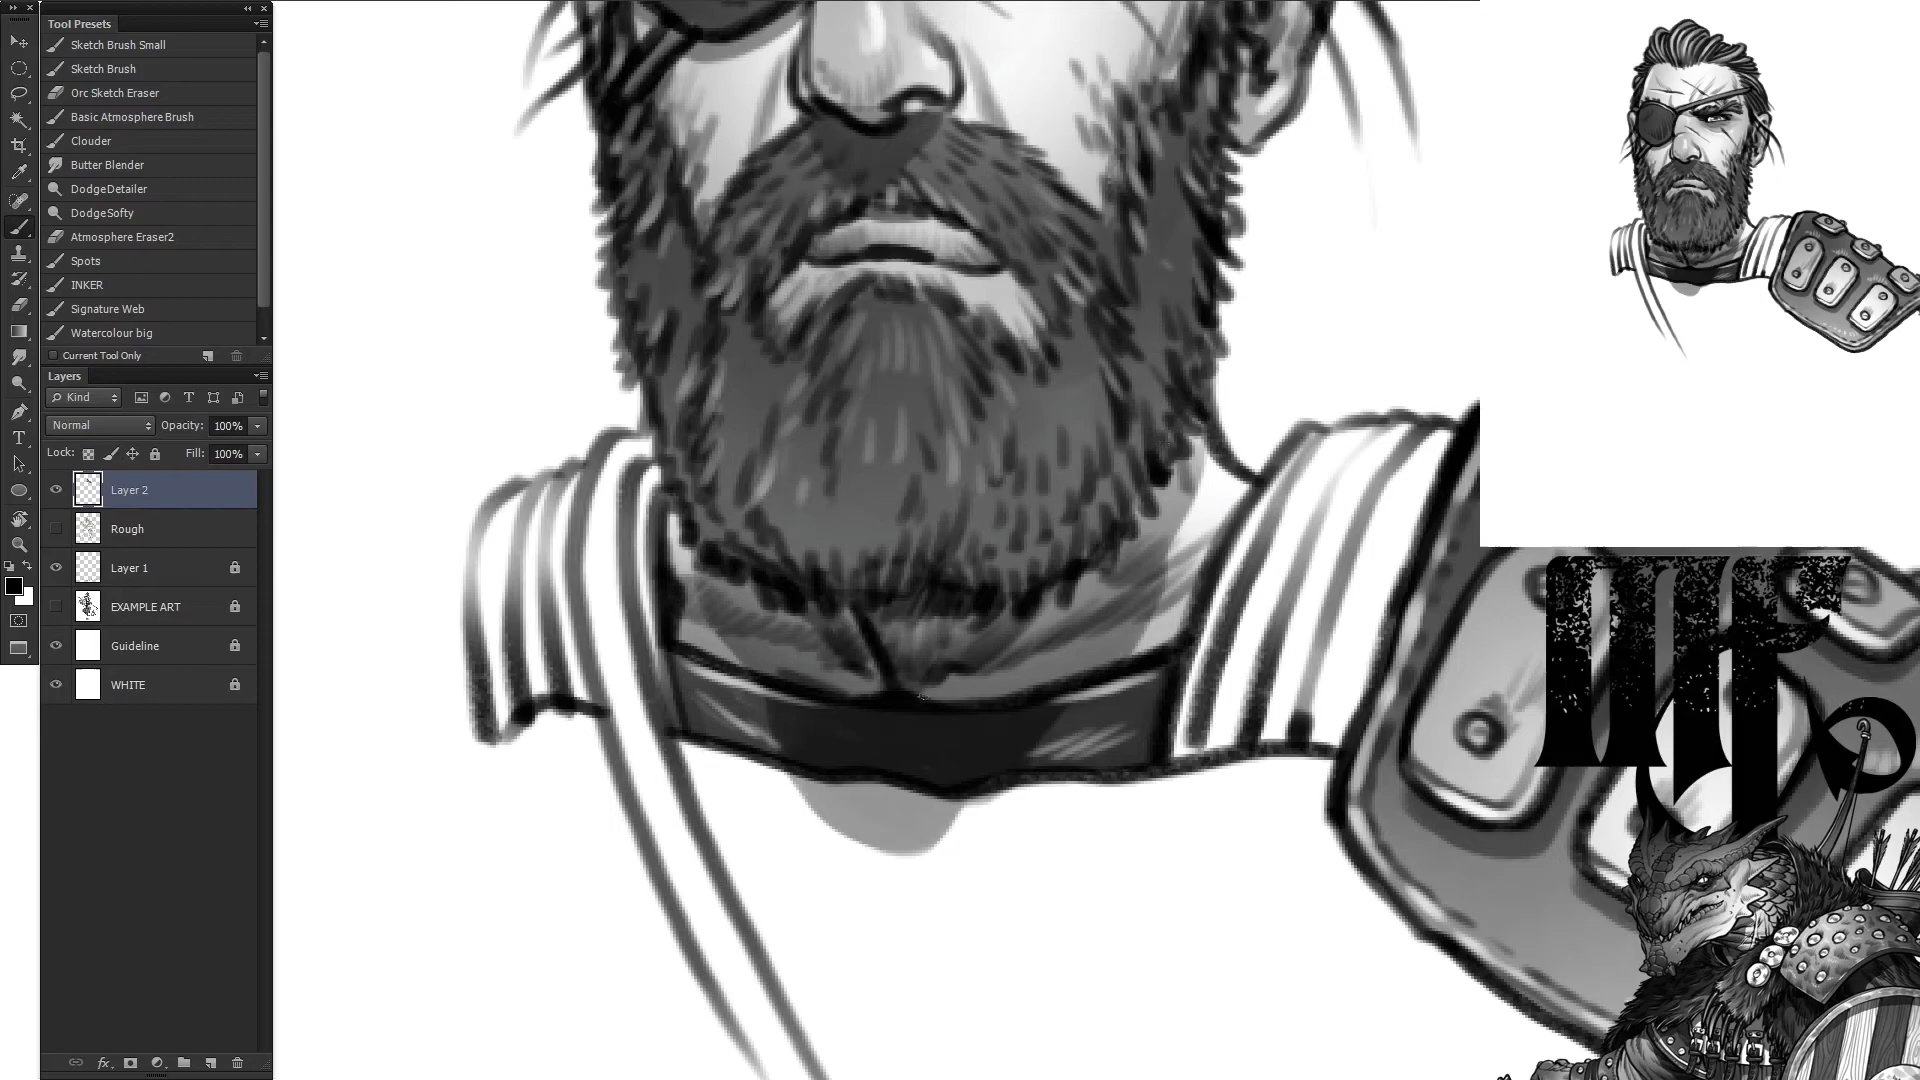 Tool Presets
Sketch Brush Small
Sketch Brush
Orc Sketch Eraser
Basic Atmosphere Brush
Clouder
Butter Blender
DodgeDetailer
DodgeSofty
Atmosphere Eraser2
Spots
INKER
Signature Web
Watercolour big
Current Tool Only
Layers
Kind
Normal
Opacity: 100%
Lock:
Fill: 100%
Layer 2
Rough
Layer 1
EXAMPLE ART
Guideline
WHITE
fx